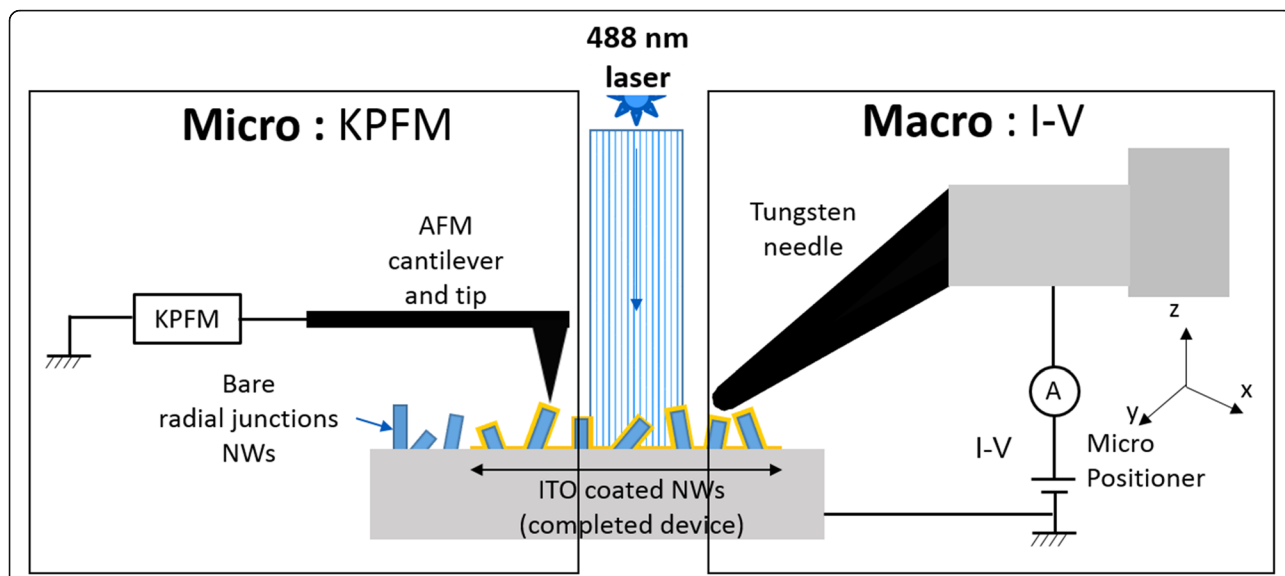 488 nm
laser
Micro : KPFM
Macro : I-V
AFM
cantilever
and tip
KPFM
Bare
radial junctions
NWs
Tungsten
needle
z
x
y
A
I-V
Micro
Positioner
ITO coated NWs
(completed device)